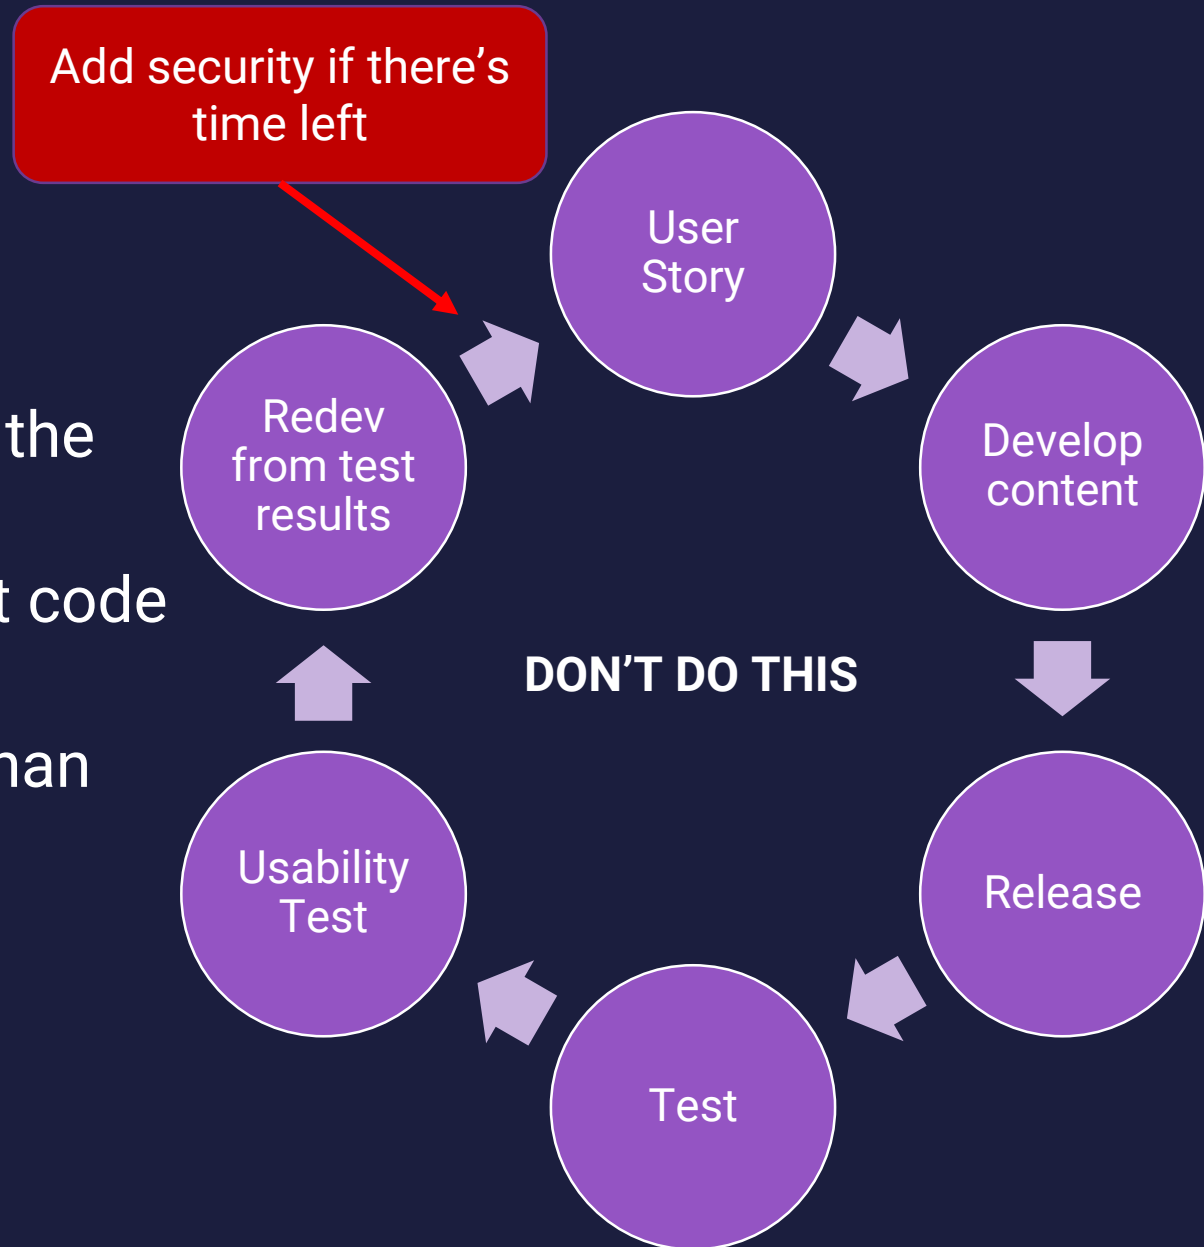 Add security if there’s
time left
User
Story
Develop
content
Release
Test
Usability
Test
Redev
from test
results
DON’T DO THIS
the
t code
han